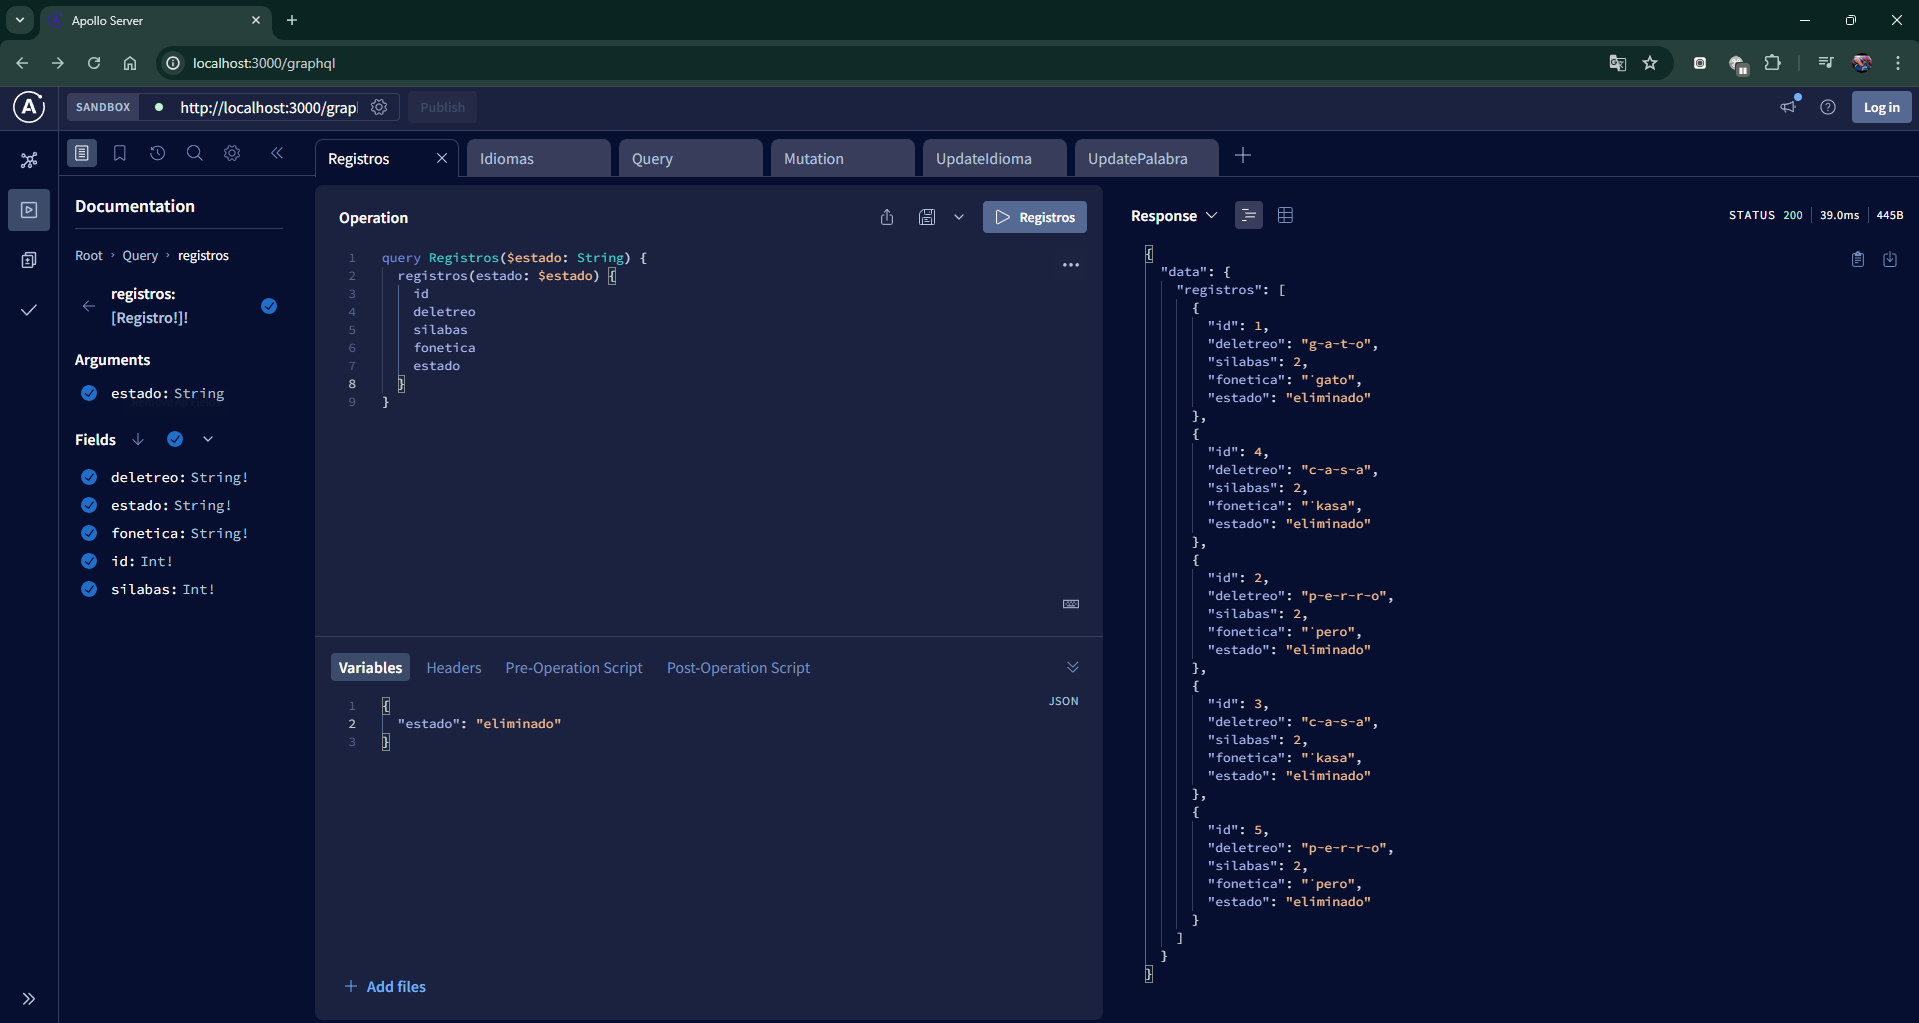 Apollo Server
localhost:3000/graphql
SANDBOX
http://localhost:3000/grap
Publish
Log in
Registros
Idiomas
Query
Mutation
UpdateIdioma
UpdatePalabra
Documentation
Root › Query › registros
registros:
[Registro!]!
Arguments
estado: String
Fields
deletreo: String!
estado: String!
fonetica: String!
id: Int!
silabas: Int!
Operation
Registros
1 query Registros($estado: String) {
2 registros(estado: $estado) {
3 id
4 deletreo
5 silabas
6 fonetica
7 estado
8 }
9 }
Variables
Headers
Pre-Operation Script
Post-Operation Script
JSON
1 {
2 "estado": "eliminado"
3 }
+ Add files
Response
STATUS 200
39.0ms
445B
{
"data": {
"registros": [
{
"id": 1,
"deletreo": "g-a-t-o",
"silabas": 2,
"fonetica": "ˈgato",
"estado": "eliminado"
},
{
"id": 4,
"deletreo": "c-a-s-a",
"silabas": 2,
"fonetica": "ˈkasa",
"estado": "eliminado"
},
{
"id": 2,
"deletreo": "p-e-r-r-o",
"silabas": 2,
"fonetica": "ˈpero",
"estado": "eliminado"
},
{
"id": 3,
"deletreo": "c-a-s-a",
"silabas": 2,
"fonetica": "ˈkasa",
"estado": "eliminado"
},
{
"id": 5,
"deletreo": "p-e-r-r-o",
"silabas": 2,
"fonetica": "ˈpero",
"estado": "eliminado"
}
]
}
}